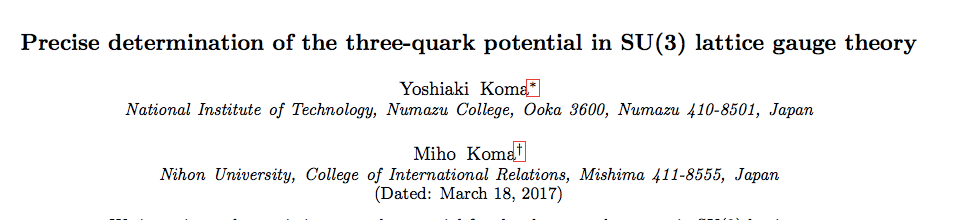 Precise determination of the three-quark potential in SU(3) lattice gauge theory
Yoshiaki Koma*
National Institute of Technology, Numazu College, Ooka 3600, Numazu 410-8501, Japan
Miho Koma†
Nihon University, College of International Relations, Mishima 411-8555, Japan
(Dated: March 18, 2017)